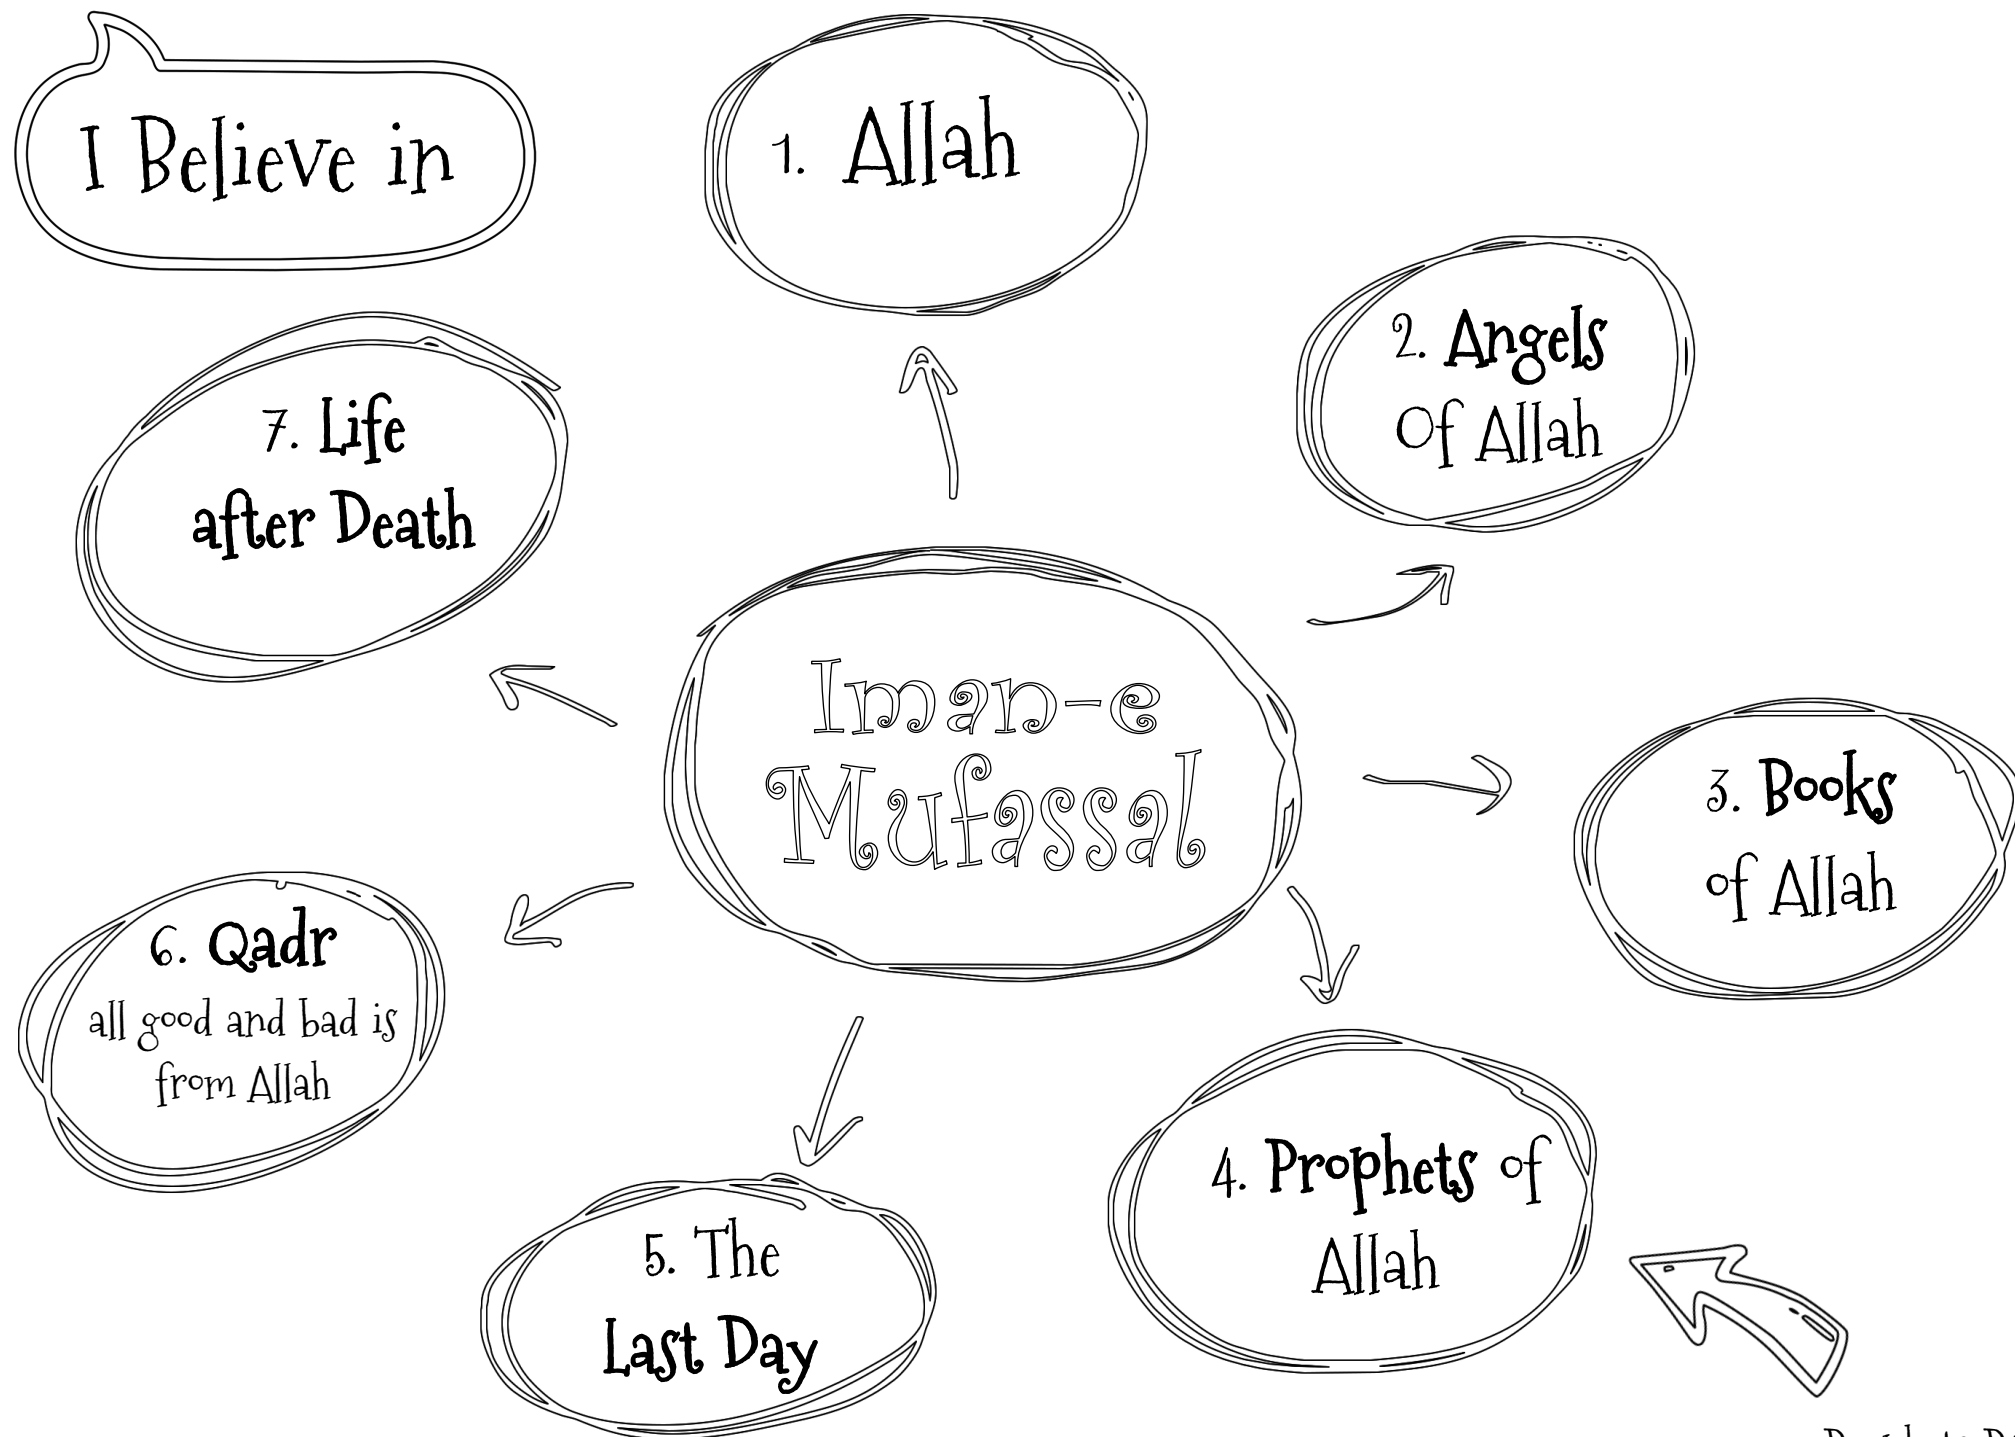 I Believe in
1. Allah
2. Angels
Of Allah
3. Books
of Allah
4. Prophets of
Allah
5. The
Last Day
6. Qadr
all good and bad is
from Allah
7. Life
after Death
Iman-e
Mufassal